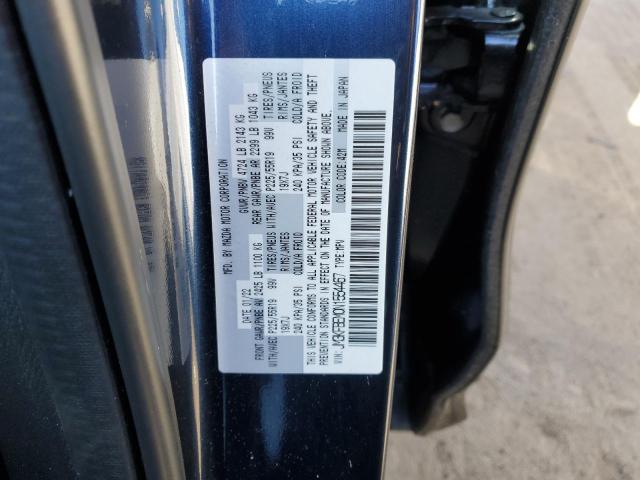 MFD. BY MAZDA MOTOR CORPORATION
DATE: 01/22 GVWR/PNBV 4724 LB 2143 KG
FRONT GAWR/PNBE AV 2425 LB 1100 KG REAR GAWR/PNBE AR 2299 LB 1043 KG
WITH/AVEC P225/55R19 99V TIRES/PNEUS WITH/AVEC P225/55R19 99V TIRES/PNEUS
19X7J RIMS/JANTES 19X7J RIMS/JANTES
240 KPA/35 PSI COLD/A FROID 240 KPA/35 PSI COLD/A FROID
THIS VEHICLE CONFORMS TO ALL APPLICABLE FEDERAL MOTOR VEHICLE SAFETY AND THEFT
PREVENTION STANDARDS IN EFFECT ON THE DATE OF MANUFACTURE SHOWN ABOVE.
MADE IN JAPAN
COLOR CODE:42M
VIN: JM3KFBEM0N1554457 TYPE:MPV